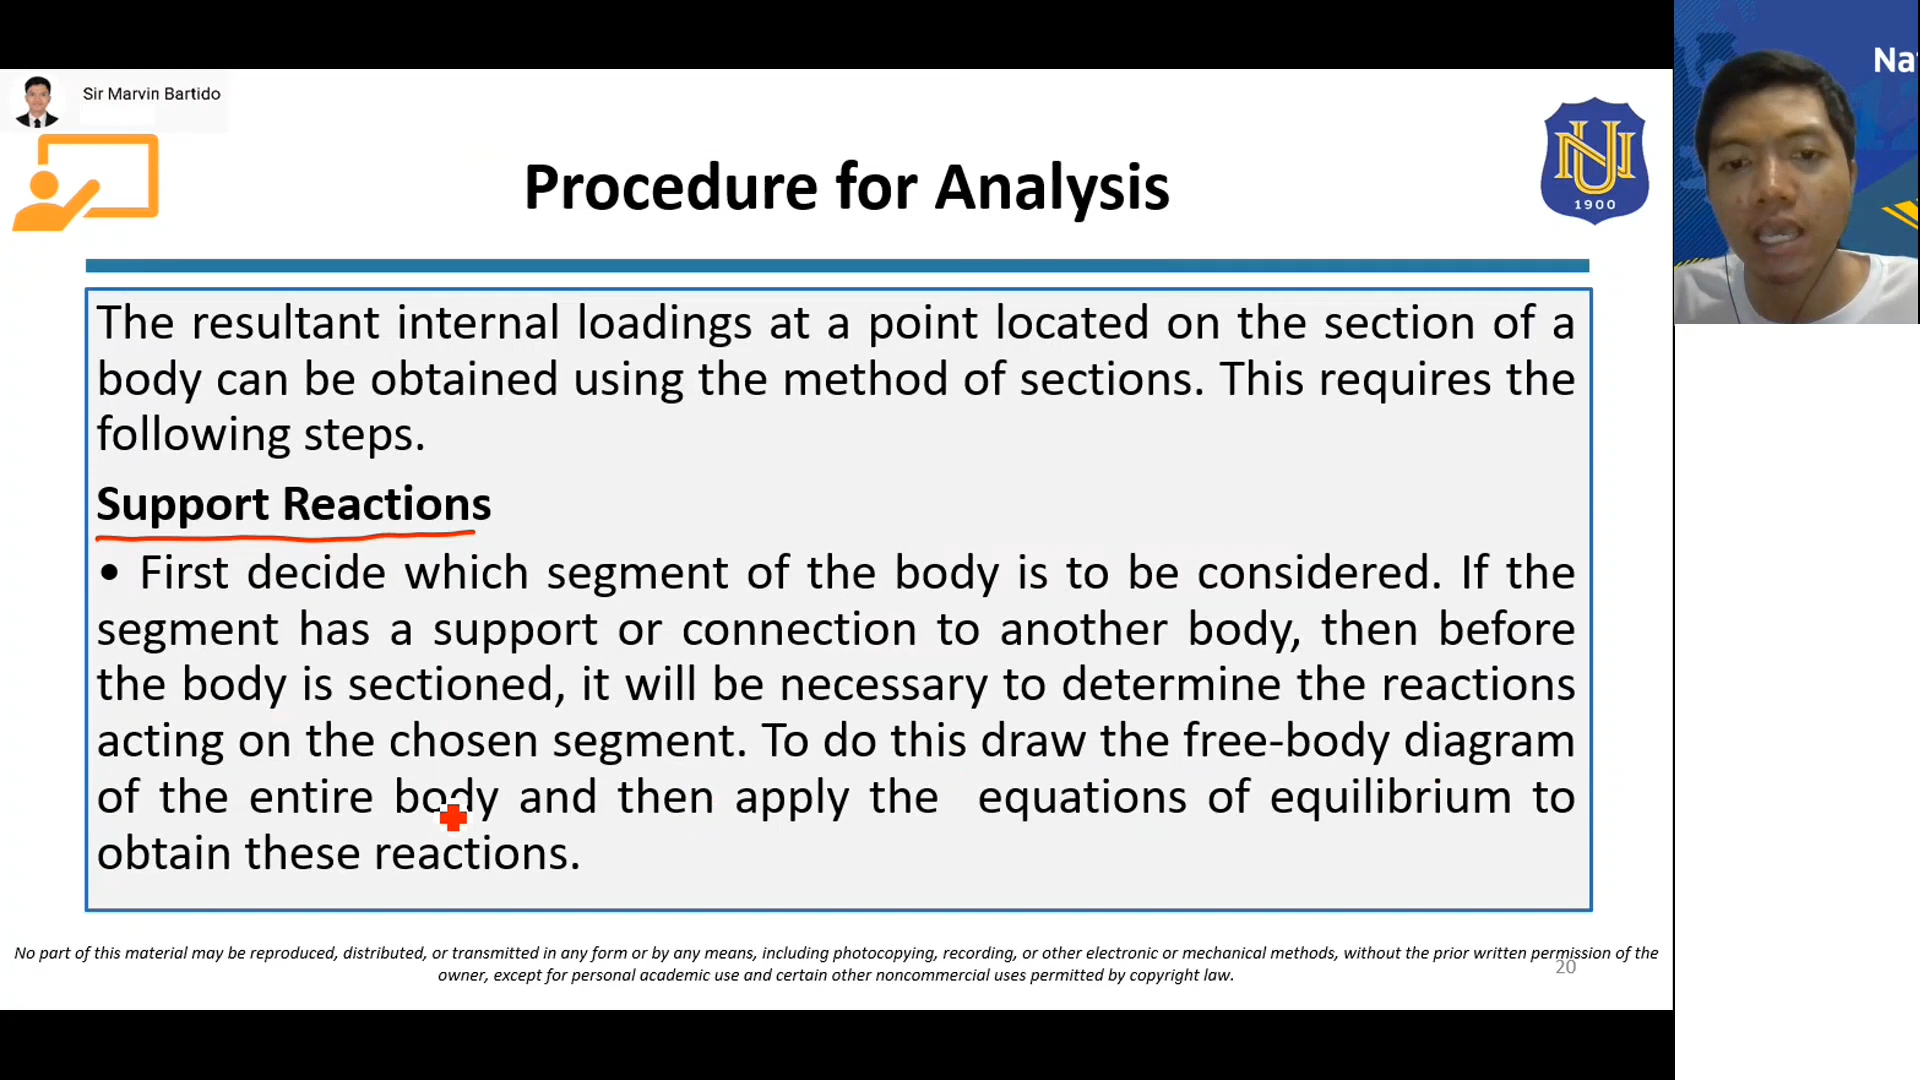 Sir Marvin Bartido
Na
NU
1900
Procedure for Analysis
The resultant internal loadings at a point located on the section of a
body can be obtained using the method of sections. This requires the
following steps.
Support Reactions
• First decide which segment of the body is to be considered. If the
segment has a support or connection to another body, then before
the body is sectioned, it will be necessary to determine the reactions
acting on the chosen segment. To do this draw the free-body diagram
of the entire body and then apply the equations of equilibrium to
obtain these reactions.
No part of this material may be reproduced, distributed, or transmitted in any form or by any means, including photocopying, recording, or other electronic or mechanical methods, without the prior written permission of the
owner, except for personal academic use and certain other noncommercial uses permitted by copyright law.
20